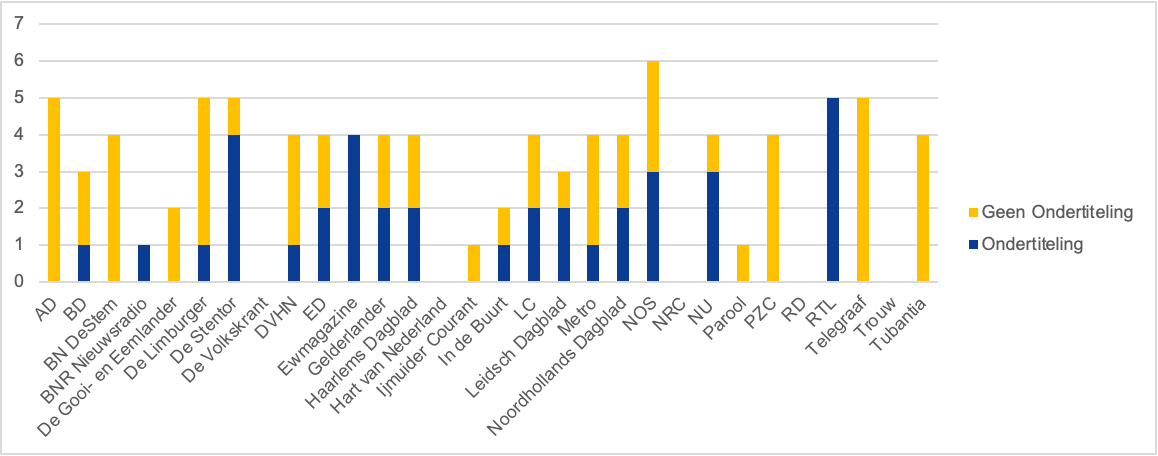 7
6
5
4
3
2
1
0
AD
BD
BN DeStem
BNR Nieuwsradio
De Gooi- en Eemlander
De Limburger
De Stentor
De Volkskrant
DVHN
ED
Ewmagazine
Gelderlander
Haarlems Dagblad
Hart van Nederland
Ijmuider Courant
In de Buurt
LC
Leidsch Dagblad
Metro
Noordhollands Dagblad
NOS
NRC
NU
Parool
PZC
RD
RTL
Telegraaf
Trouw
Tubantia
Geen Ondertiteling
Ondertiteling